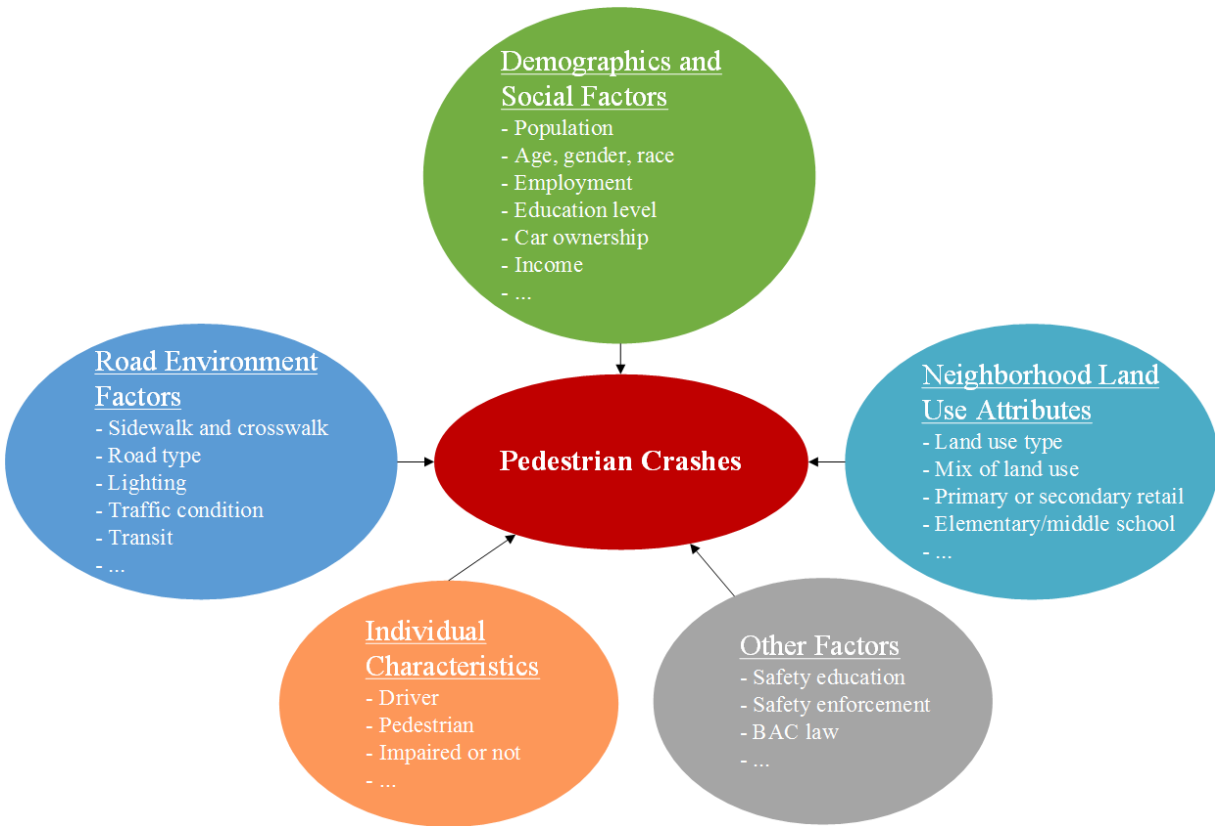 Demographics and
Social Factors
- Population
- Age, gender, race
- Employment
- Education level
- Car ownership
- Income
- ...
Road Environment
Factors
- Sidewalk and crosswalk
- Road type
- Lighting
- Traffic condition
- Transit
- ...
Pedestrian Crashes
Neighborhood Land
Use Attributes
- Land use type
- Mix of land use
- Primary or secondary retail
- Elementary/middle school
- ...
Individual
Characteristics
- Driver
- Pedestrian
- Impaired or not
- ...
Other Factors
- Safety education
- Safety enforcement
- BAC law
- ...